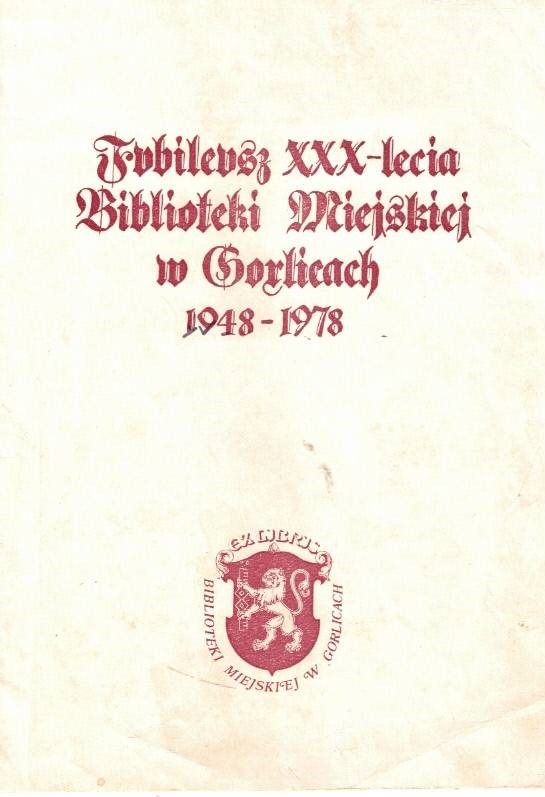 Jvbilevsz XXX-lecia
Biblioteki Miejskiej
w Gorlicach
1948-1978
EX LIBRIS
BIBLIOTEKI MIEJSKIEJ W GORLICACH